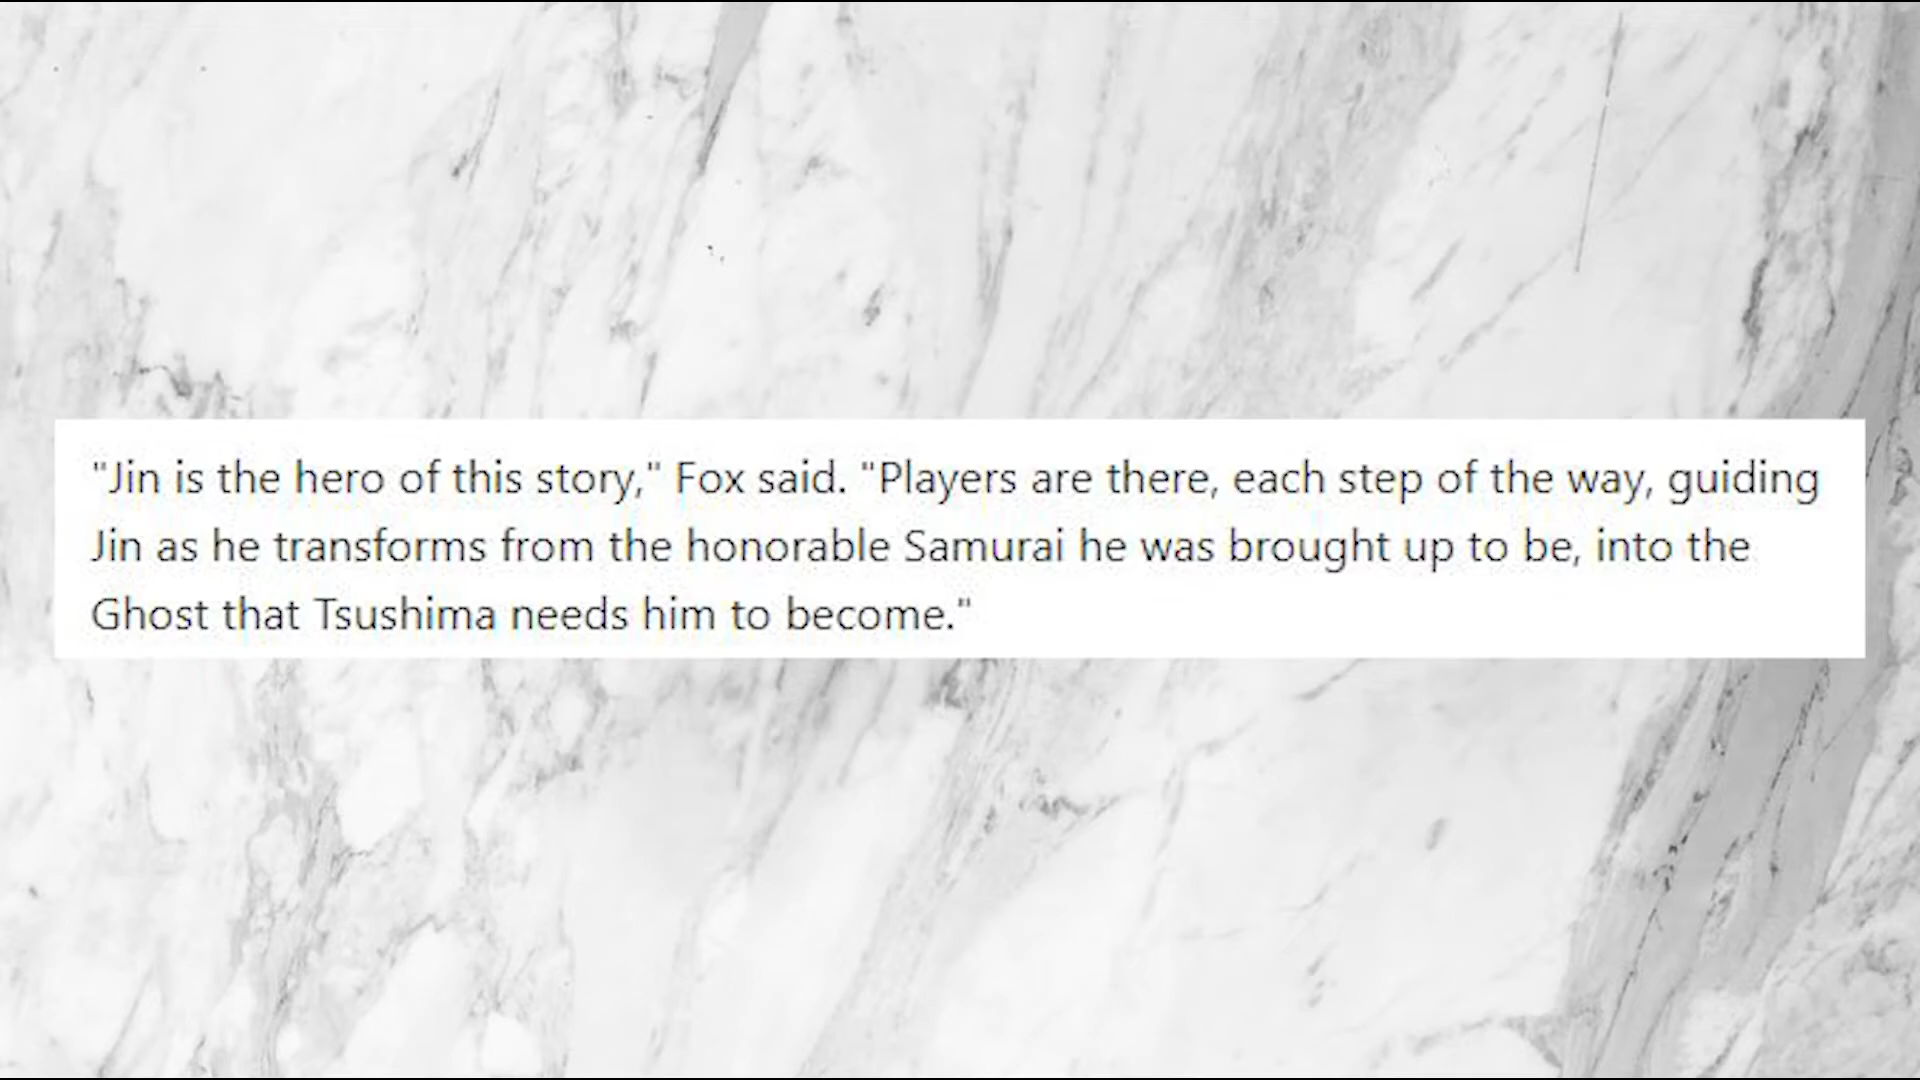 "Jin is the hero of this story," Fox said. "Players are there, each step of the way, guiding
Jin as he transforms from the honorable Samurai he was brought up to be, into the
Ghost that Tsushima needs him to become."